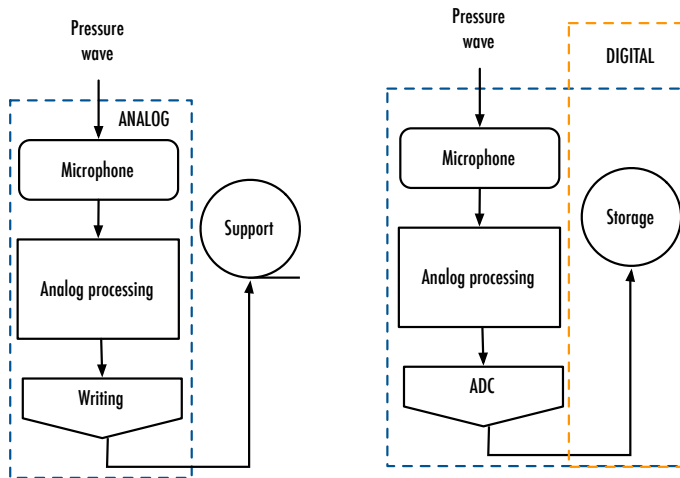 Pressure
wave
ANALOG
Microphone
Support
Analog processing
Writing
Pressure
wave
DIGITAL
Microphone
Storage
Analog processing
ADC